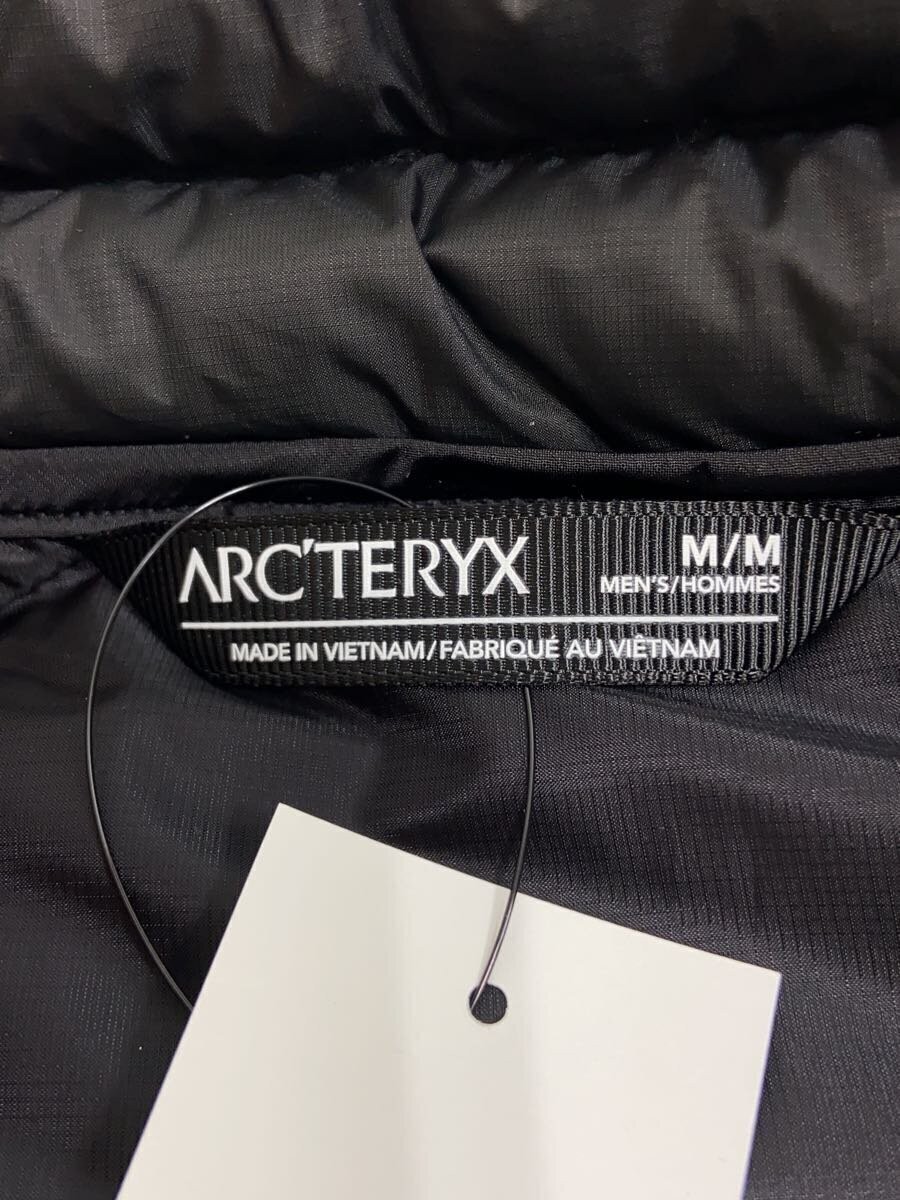 ARC'TERYX
M/M
MEN'S/HOMMES
MADE IN VIETNAM/FABRIQUÉ AU VIÊTNAM